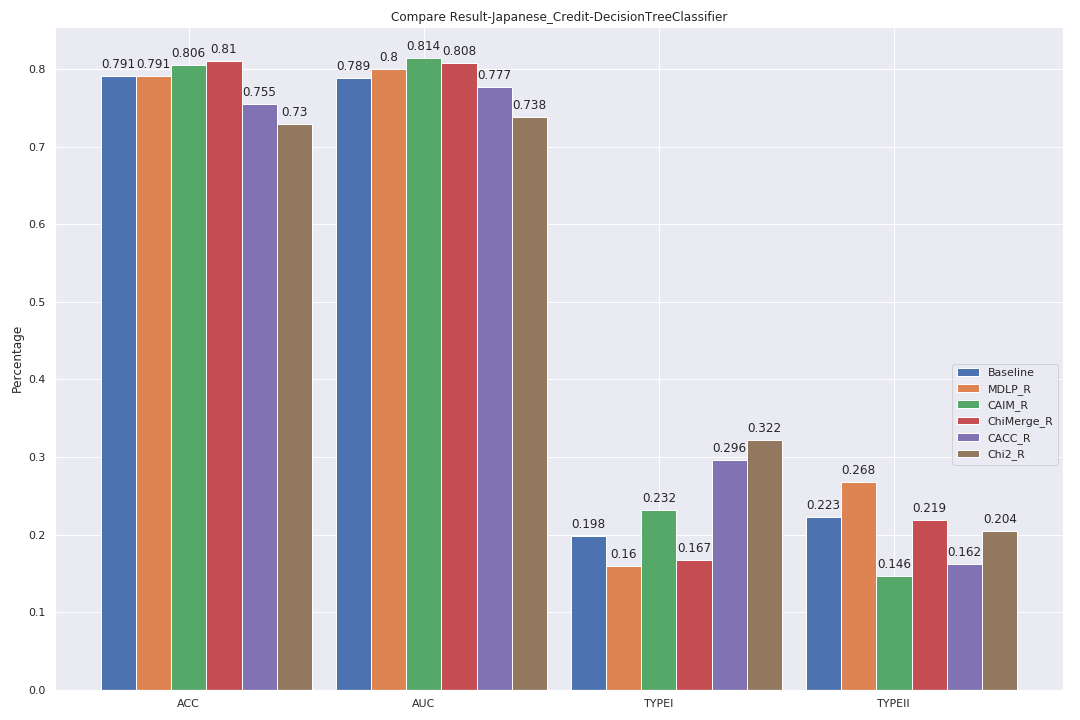 Compare Result-Japanese_Credit-DecisionTreeClassifier
Percentage
0.8
0.7
0.6
0.5
0.4
0.3
0.2
0.1
0.0
0.791
0.791
0.806
0.81
0.755
0.73
0.789
0.8
0.814
0.808
0.777
0.738
0.198
0.16
0.232
0.167
0.296
0.322
0.223
0.268
0.146
0.219
0.162
0.204
Baseline
MDLP_R
CAIM_R
ChiMerge_R
CACC_R
Chi2_R
ACC
AUC
TYPEI
TYPEII